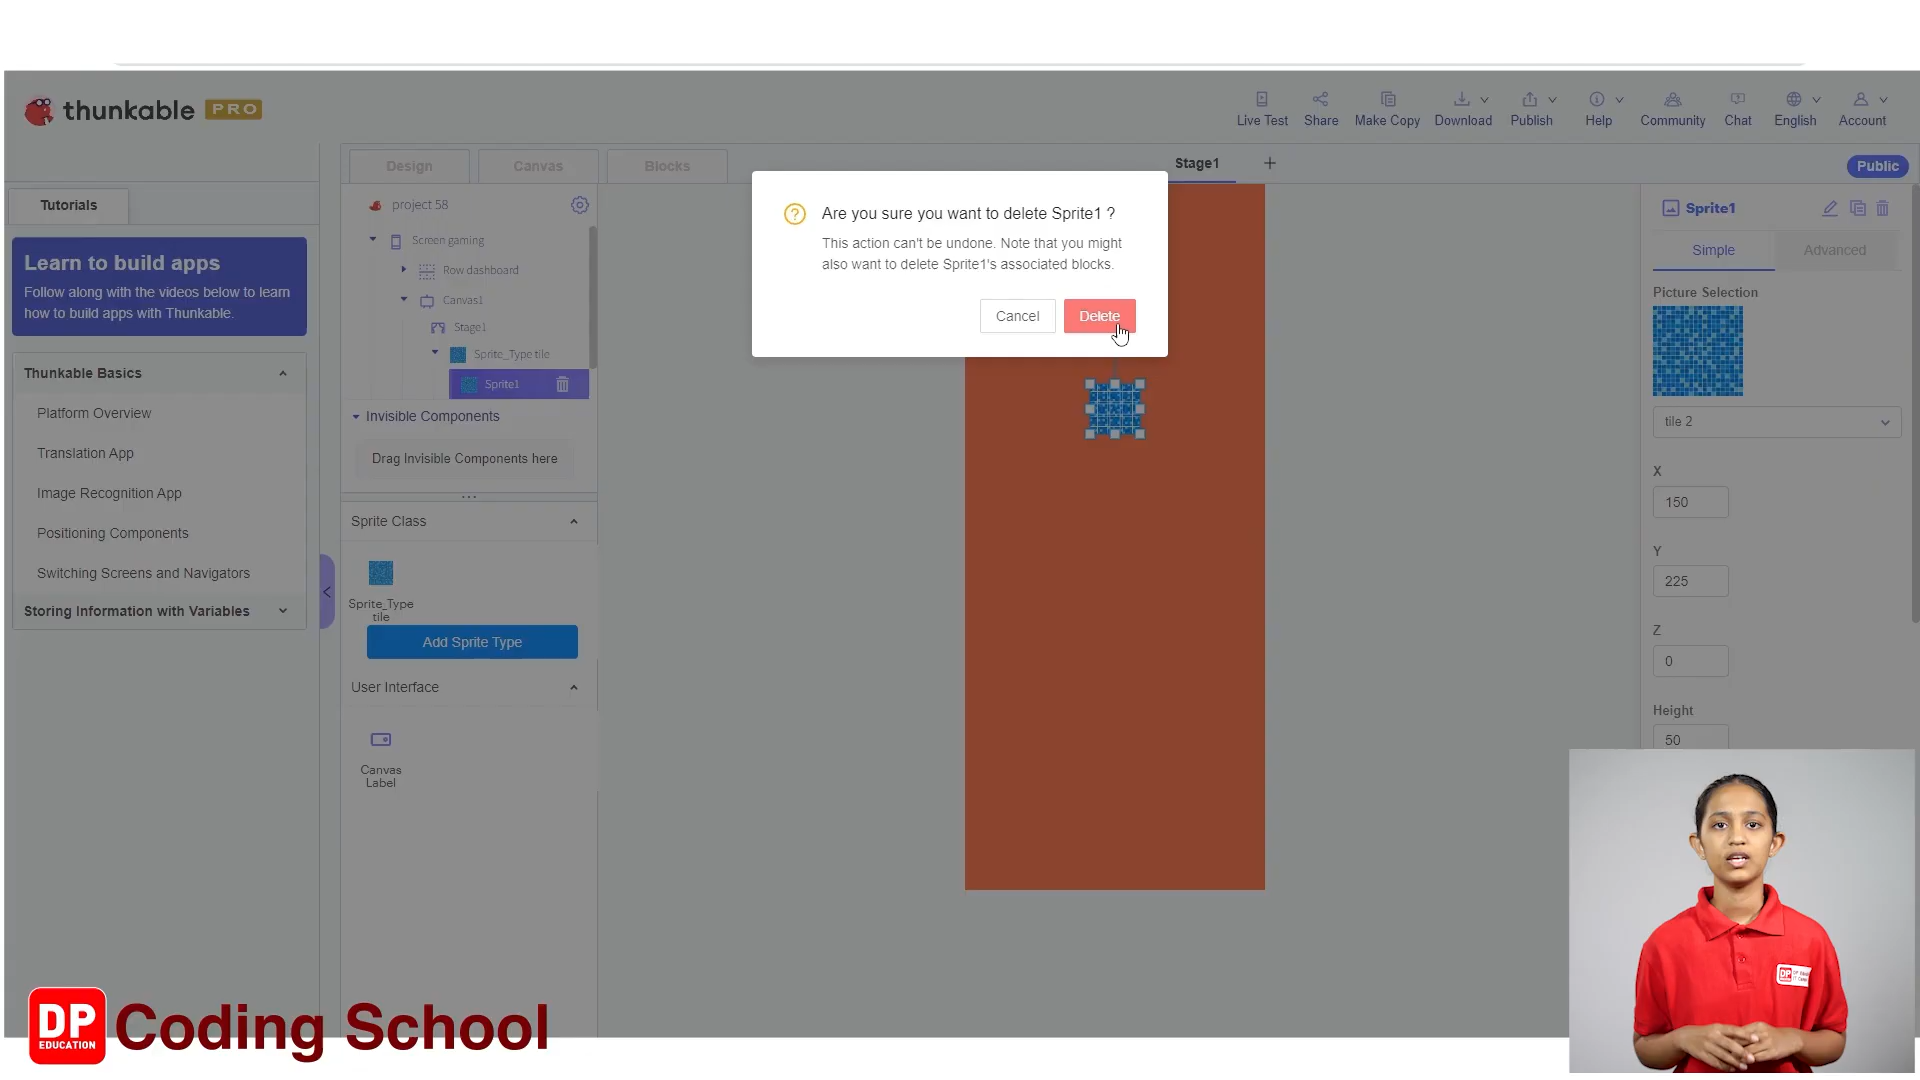 thunkable PRO
Live Test
Share
Make Copy
Download
Publish
Help
Community
Chat
English
Account
Design
Canvas
Blocks
Stage1
+
Public
Tutorials
Learn to build apps
Follow along with the videos below to learn
how to build apps with Thunkable.
Thunkable Basics
Platform Overview
Translation App
Image Recognition App
Positioning Components
Switching Screens and Navigators
Storing Information with Variables
project 58
Screen gaming
Row dashboard
Canvas1
Stage1
Sprite_Type tile
Sprite1
Invisible Components
Drag Invisible Components here
Sprite Class
Sprite_Type
tile
Add Sprite Type
User Interface
Canvas
Label
Are you sure you want to delete Sprite1 ?
This action can't be undone. Note that you might
also want to delete Sprite1's associated blocks.
Cancel
Delete
Sprite1
Simple
Advanced
Picture Selection
tile 2
X
150
Y
225
Z
0
Height
50
DP
EDUCATION
Coding School
DP